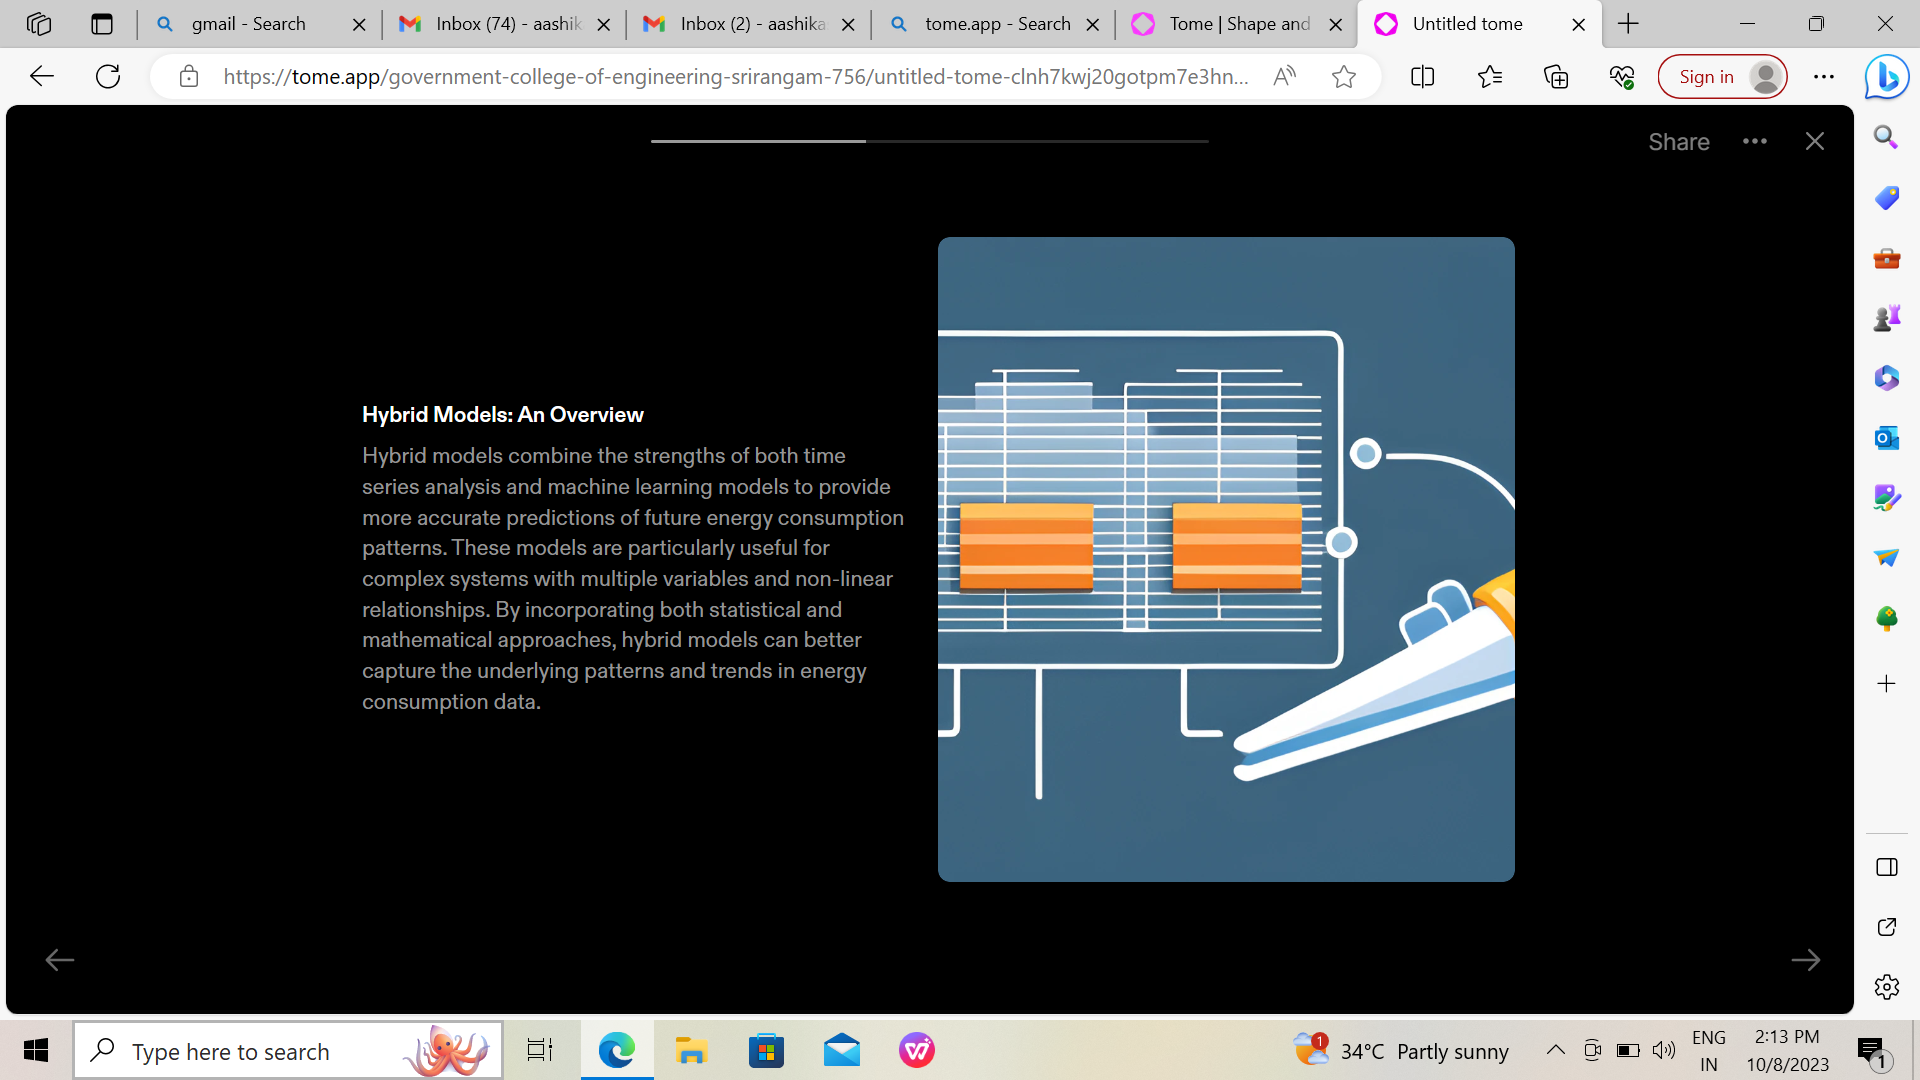 gmail - Search
Inbox (74) - aashik
Inbox (2) - aashika
tome.app - Search
Tome | Shape and
Untitled tome
https://tome.app/government-college-of-engineering-srirangam-756/untitled-tome-clnh7kwj20gotpm7e3hn...
Sign in
Share
Hybrid Models: An Overview
Hybrid models combine the strengths of both time
series analysis and machine learning models to provide
more accurate predictions of future energy consumption
patterns. These models are particularly useful for
complex systems with multiple variables and non-linear
relationships. By incorporating both statistical and
mathematical approaches, hybrid models can better
capture the underlying patterns and trends in energy
consumption data.
Type here to search
1
34°C Partly sunny
ENG
IN
2:13 PM
10/8/2023
1